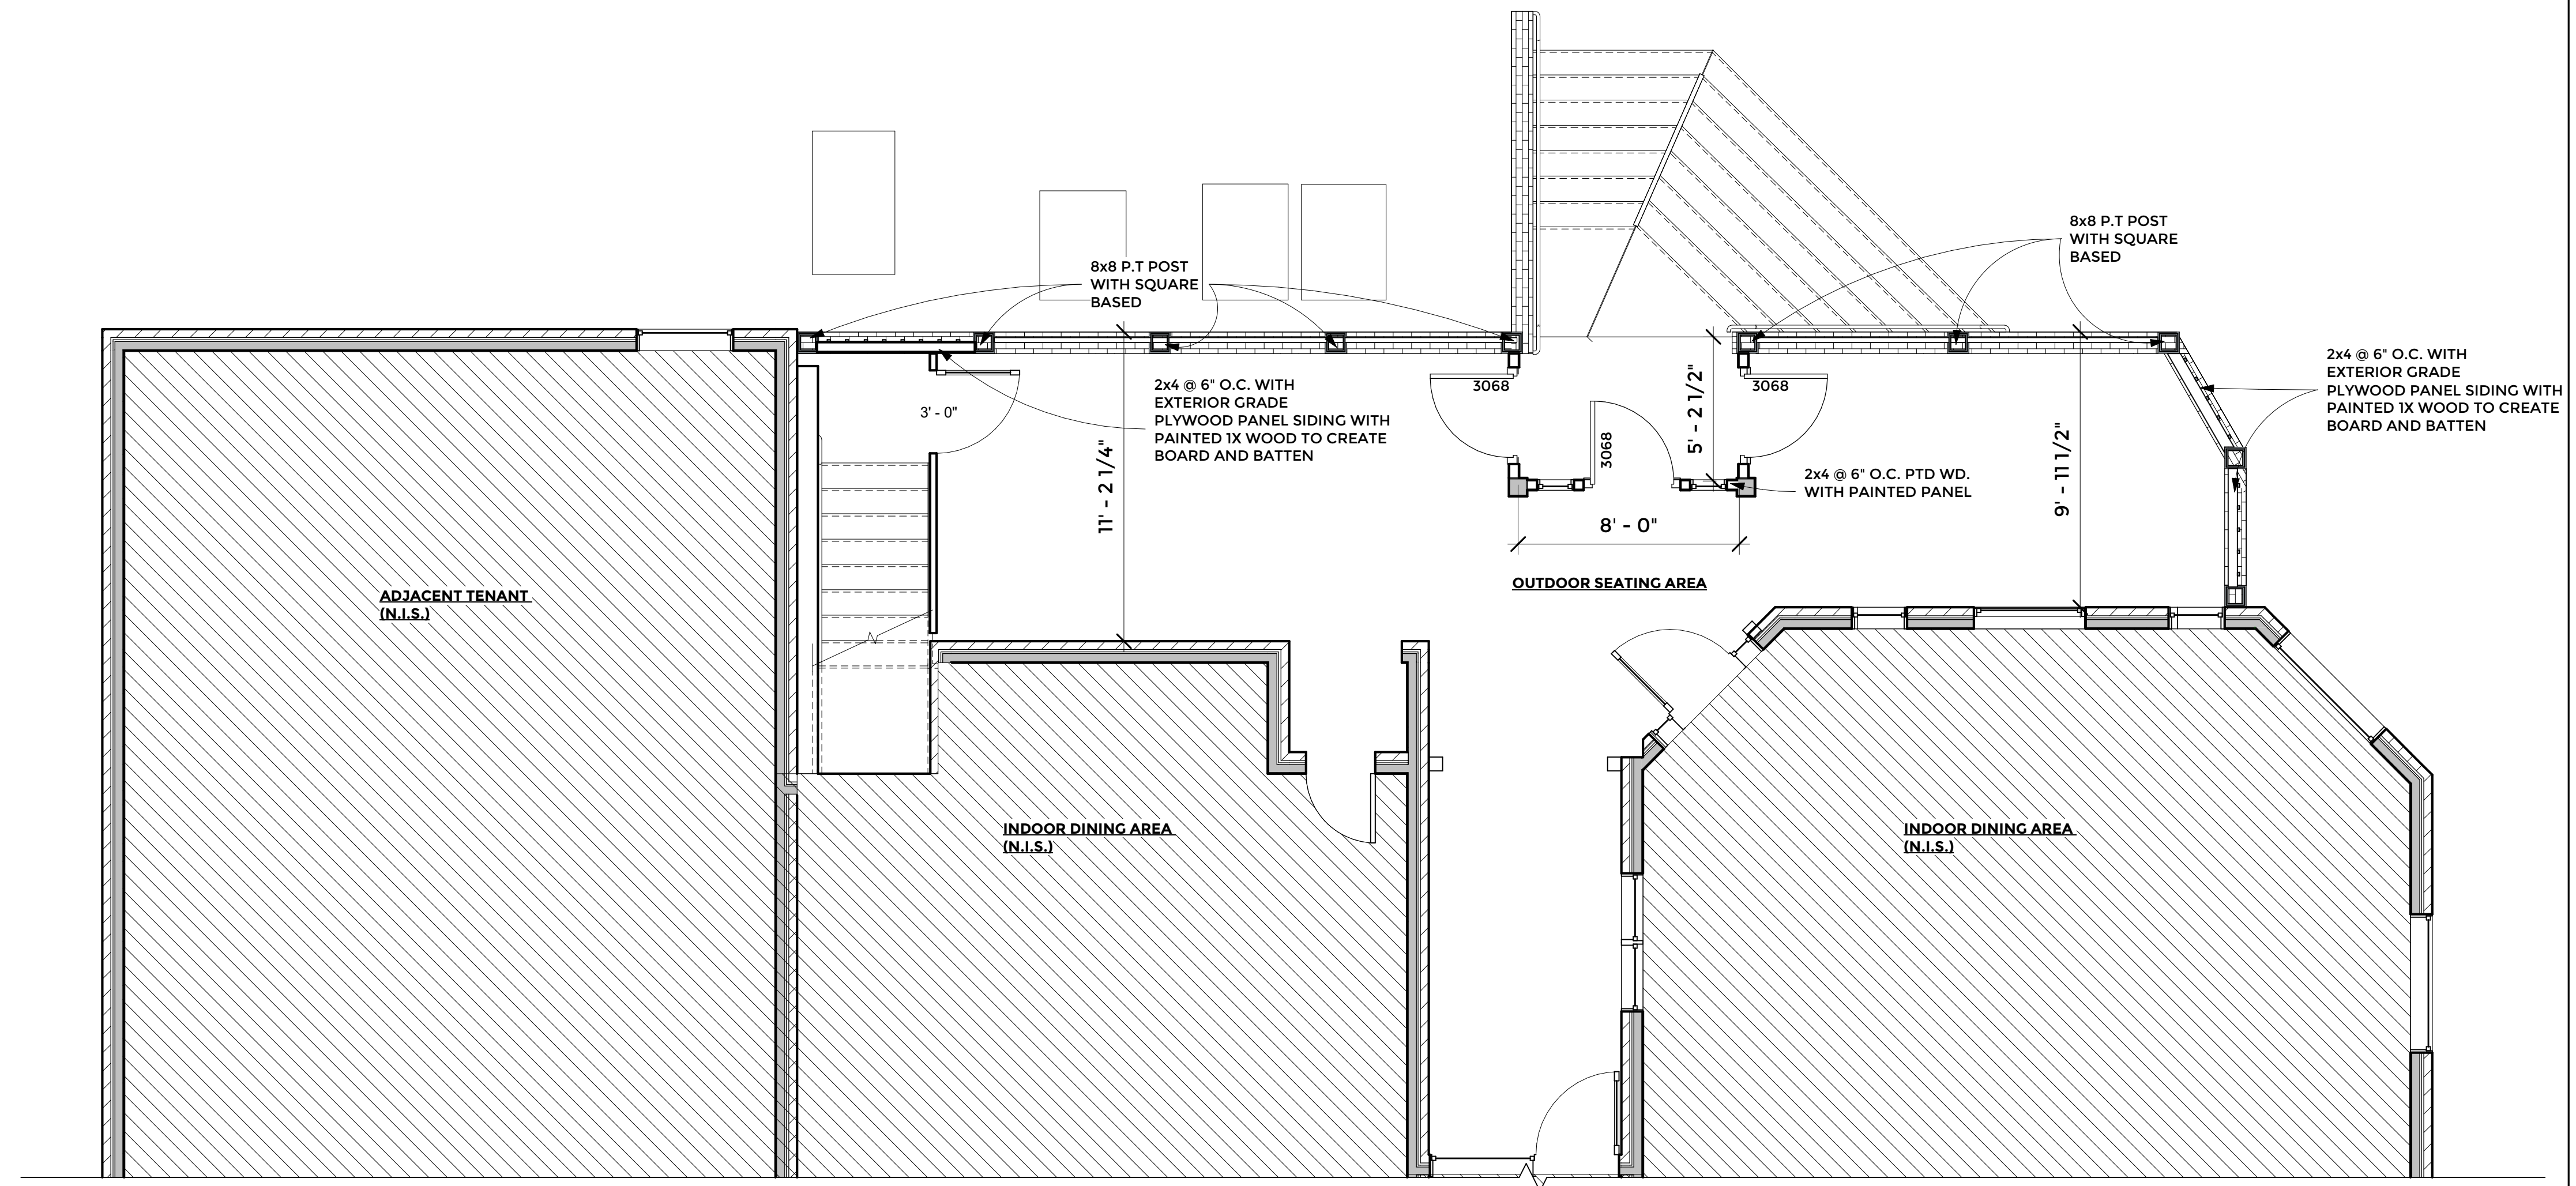 8x8 P.T POST
WITH SQUARE
BASED
8x8 P.T POST
WITH SQUARE
BASED
2x4 @ 6" O.C. WITH
EXTERIOR GRADE
PLYWOOD PANEL SIDING WITH
PAINTED 1X WOOD TO CREATE
BOARD AND BATTEN
2x4 @ 6" O.C. WITH
EXTERIOR GRADE
PLYWOOD PANEL SIDING WITH
PAINTED 1X WOOD TO CREATE
BOARD AND BATTEN
3' - 0"
3068
3068
3068
5' - 2 1/2"
11' - 2 1/4"
9' - 11 1/2"
2x4 @ 6" O.C. PTD WD.
WITH PAINTED PANEL
8' - 0"
OUTDOOR SEATING AREA
ADJACENT TENANT
(N.I.S.)
INDOOR DINING AREA
(N.I.S.)
INDOOR DINING AREA
(N.I.S.)